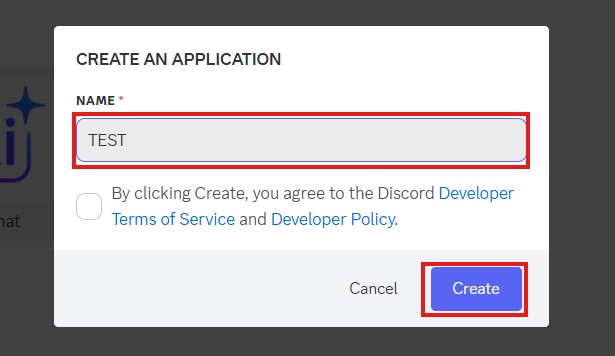 CREATE AN APPLICATION
NAME *
TEST
By clicking Create, you agree to the Discord Developer
Terms of Service and Developer Policy.
Cancel
Create